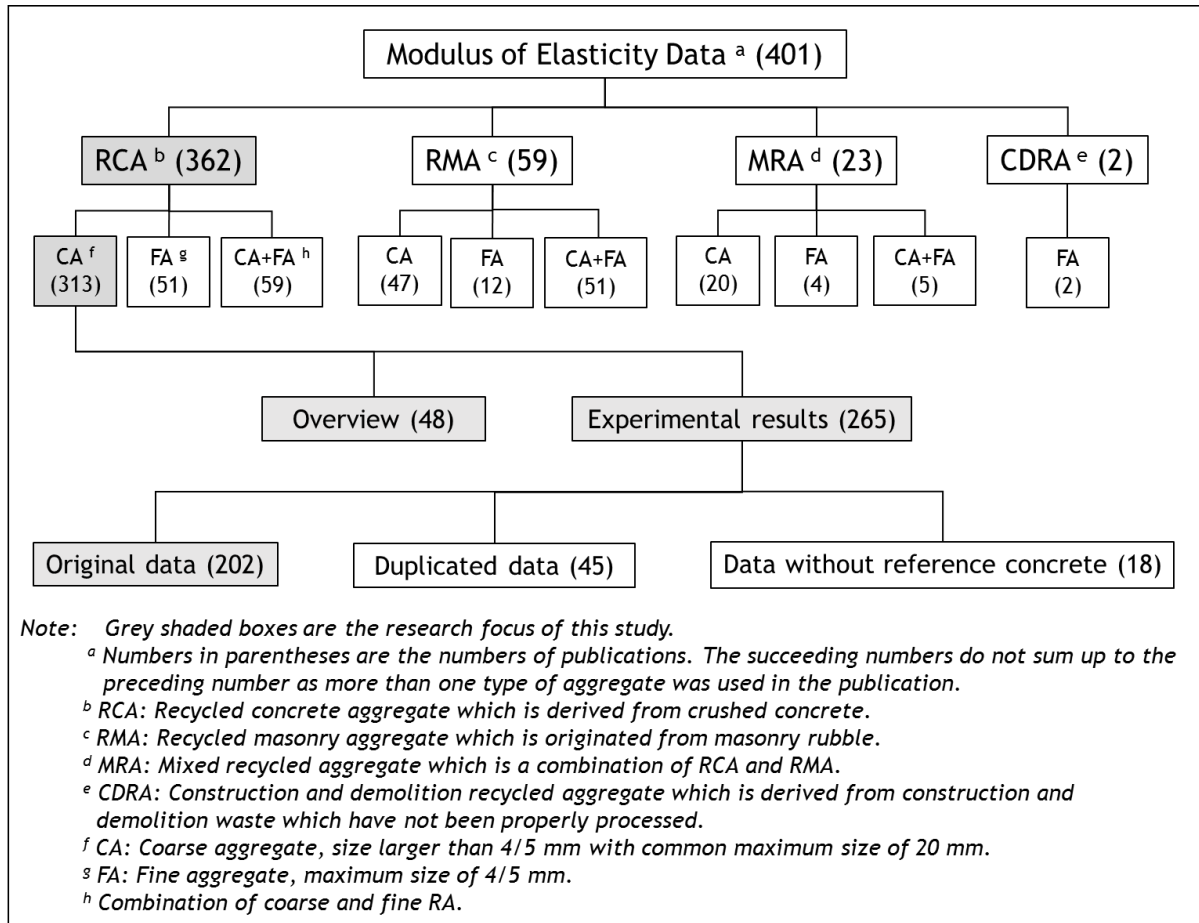 Modulus of Elasticity Data ᵃ (401)
RCA ᵇ (362)
RMA ᶜ (59)
MRA ᵈ (23)
CDRA ᵉ (2)
CA ᶠ
(313)
FA ᵍ
(51)
CA+FA ʰ
(59)
CA
(47)
FA
(12)
CA+FA
(51)
CA
(20)
FA
(4)
CA+FA
(5)
FA
(2)
Overview (48)
Experimental results (265)
Original data (202)
Duplicated data (45)
Data without reference concrete (18)
Note: Grey shaded boxes are the research focus of this study.
ᵃ Numbers in parentheses are the numbers of publications. The succeeding numbers do not sum up to the
preceding number as more than one type of aggregate was used in the publication.
ᵇ RCA: Recycled concrete aggregate which is derived from crushed concrete.
ᶜ RMA: Recycled masonry aggregate which is originated from masonry rubble.
ᵈ MRA: Mixed recycled aggregate which is a combination of RCA and RMA.
ᵉ CDRA: Construction and demolition recycled aggregate which is derived from construction and
demolition waste which have not been properly processed.
ᶠ CA: Coarse aggregate, size larger than 4/5 mm with common maximum size of 20 mm.
ᵍ FA: Fine aggregate, maximum size of 4/5 mm.
ʰ Combination of coarse and fine RA.